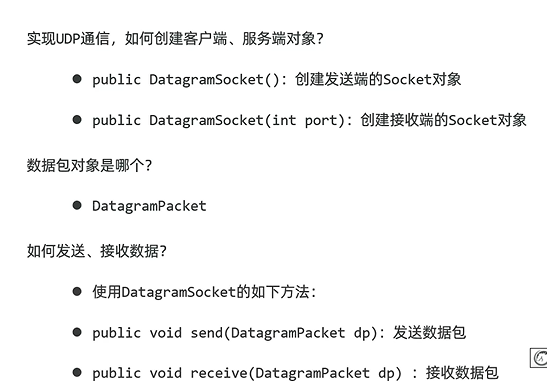 实现UDP通信，如何创建客户端、服务端对象？
● public DatagramSocket()：创建发送端的Socket对象
● public DatagramSocket(int port)：创建接收端的Socket对象
数据包对象是哪个？
● DatagramPacket
如何发送、接收数据？
● 使用DatagramSocket的如下方法：
● public void send(DatagramPacket dp)：发送数据包
● public void receive(DatagramPacket dp) ：接收数据包